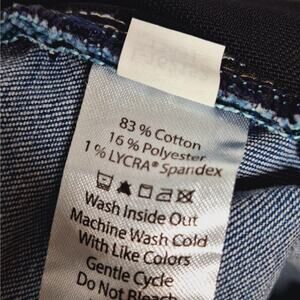 83 % Cotton
16 % Polyester
1 % LYCRA® Spandex
Wash Inside Out
Machine Wash Cold
With Like Colors
Gentle Cycle
Do Not Bleach